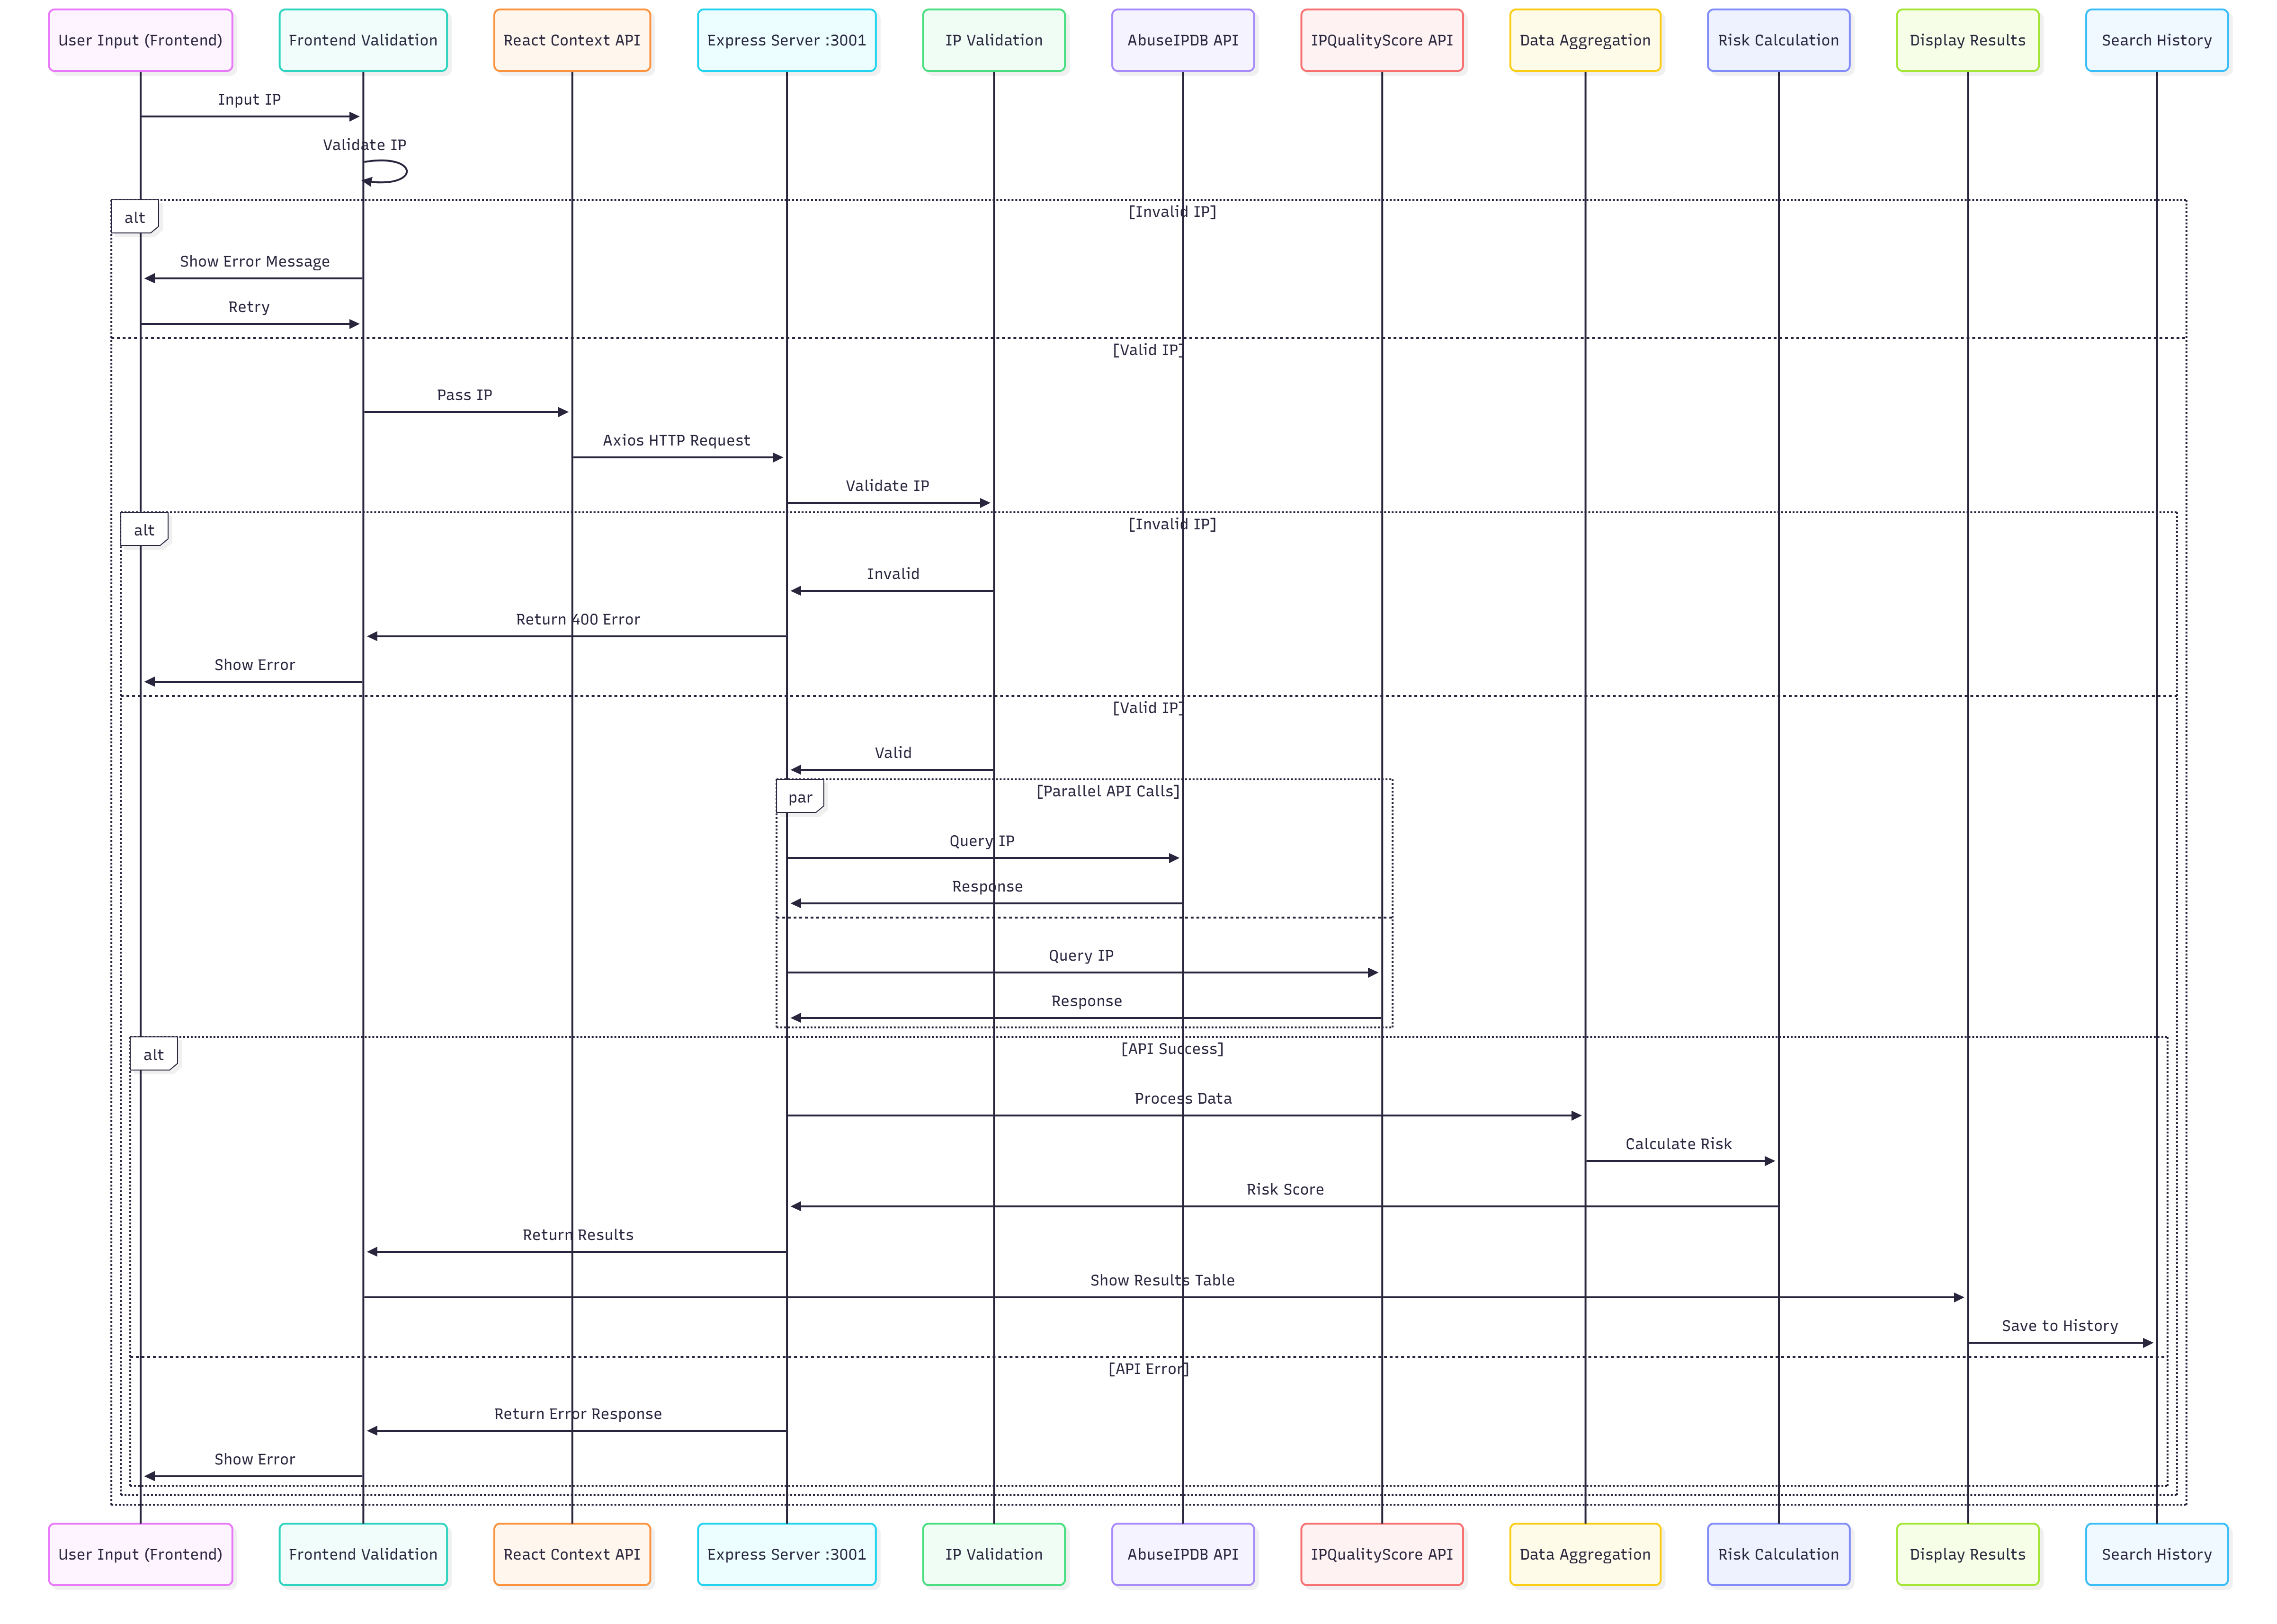 User Input (Frontend)
Frontend Validation
React Context API
Express Server :3001
IP Validation
AbuseIPDB API
IPQualityScore API
Data Aggregation
Risk Calculation
Display Results
Search History
Input IP
Validate IP
alt
[Invalid IP]
Show Error Message
Retry
[Valid IP]
Pass IP
Axios HTTP Request
Validate IP
alt
[Invalid IP]
Invalid
Return 400 Error
Show Error
[Valid IP]
Valid
par
[Parallel API Calls]
Query IP
Response
Query IP
Response
alt
[API Success]
Process Data
Calculate Risk
Risk Score
Return Results
Show Results Table
Save to History
[API Error]
Return Error Response
Show Error
User Input (Frontend)
Frontend Validation
React Context API
Express Server :3001
IP Validation
AbuseIPDB API
IPQualityScore API
Data Aggregation
Risk Calculation
Display Results
Search History